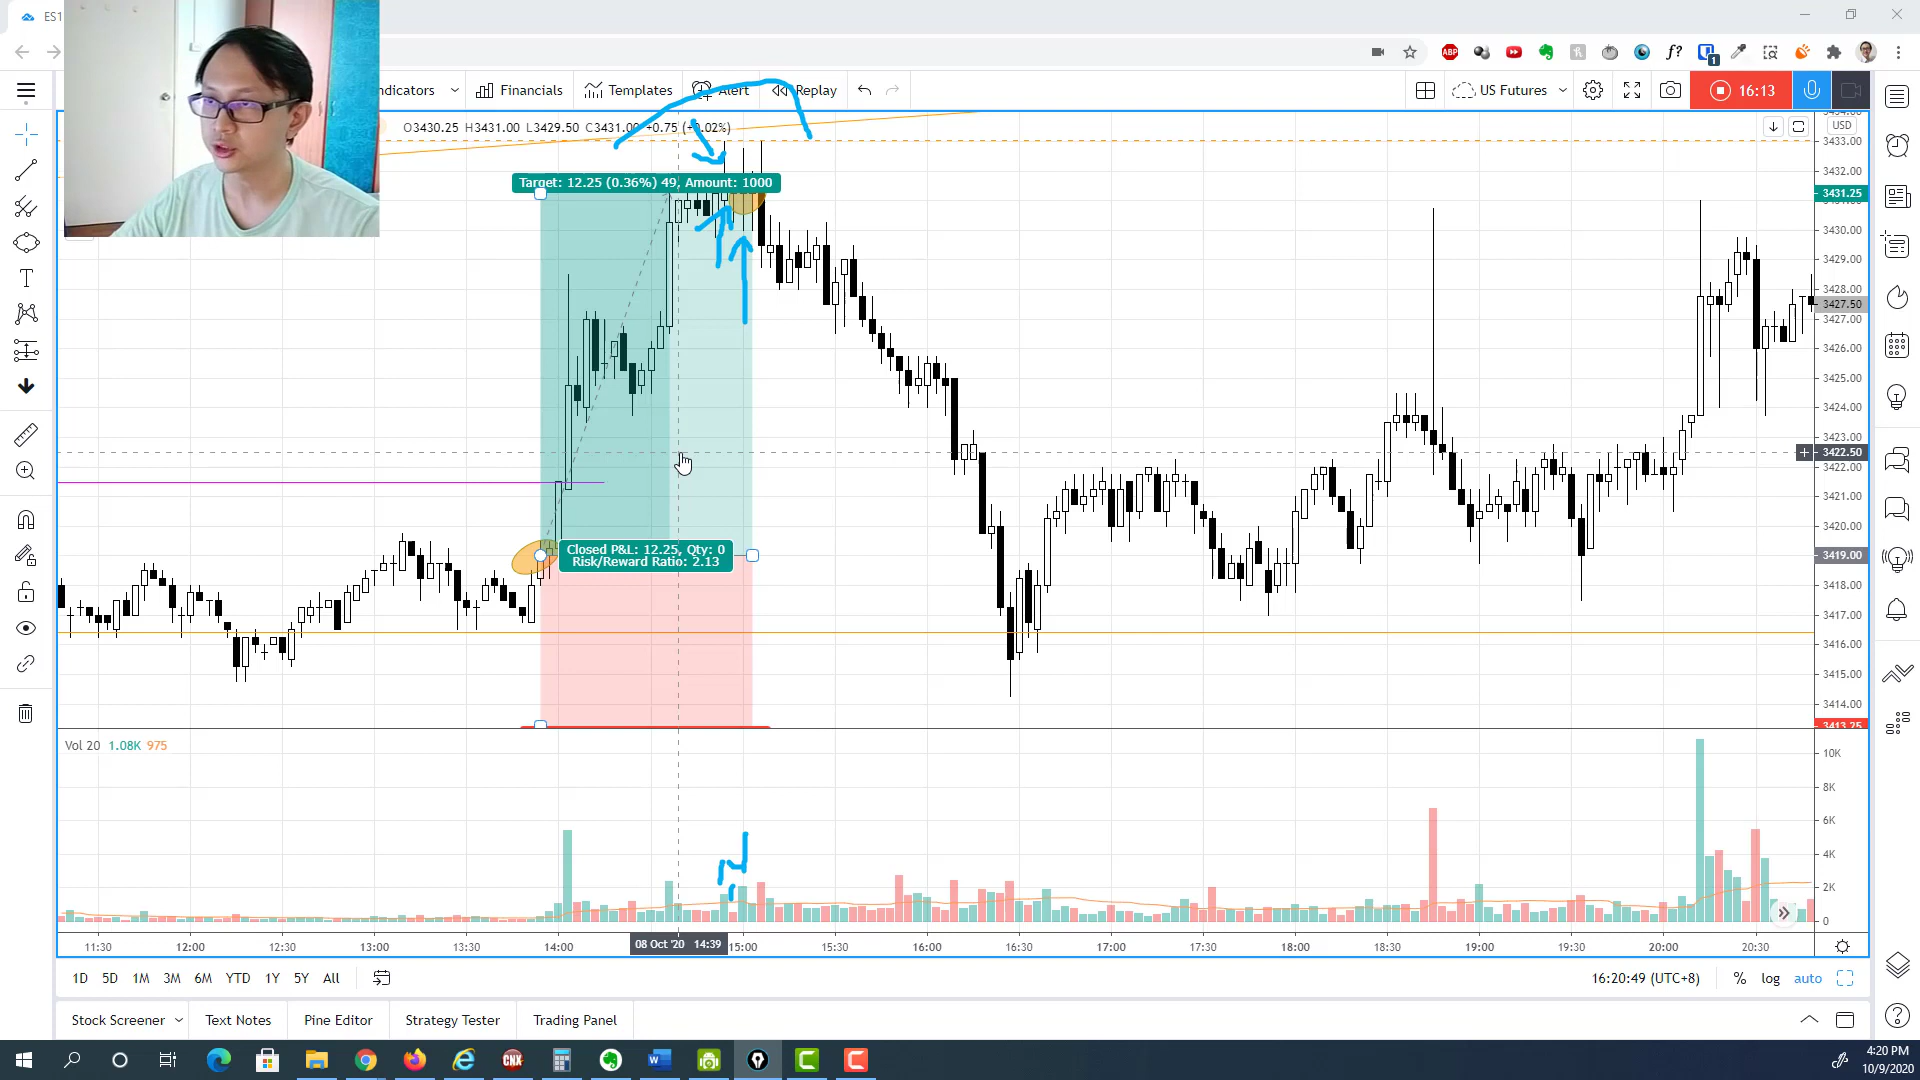 ES1
ndicators
Financials
Templates
Alert
Replay
US Futures
16:13
O3430.25 H3431.00 L3429.50 C3431.00 +0.75 (+0.02%)
USD
Target: 12.25 (0.36%) 49, Amount: 1000
Closed P&L: 12.25, Qty: 0
Risk/Reward Ratio: 2.13
3433.00
3432.00
3431.25
3430.00
3429.00
3428.00
3427.50
3427.00
3426.00
3425.00
3424.00
3423.00
3422.50
3422.00
3421.00
3420.00
3419.00
3418.00
3417.00
3416.00
3415.00
3414.00
3413.25
Vol 20 1.08K 975
10K
8K
6K
4K
2K
0
11:30 12:00 12:30 13:00 13:30 14:00 08 Oct '20 14:39 15:00 15:30 16:00 16:30 17:00 17:30 18:00 18:30 19:00 19:30 20:00 20:30
1D 5D 1M 3M 6M YTD 1Y 5Y All
16:20:49 (UTC+8) % log auto
Stock Screener Text Notes Pine Editor Strategy Tester Trading Panel
4:20 PM
10/9/2020